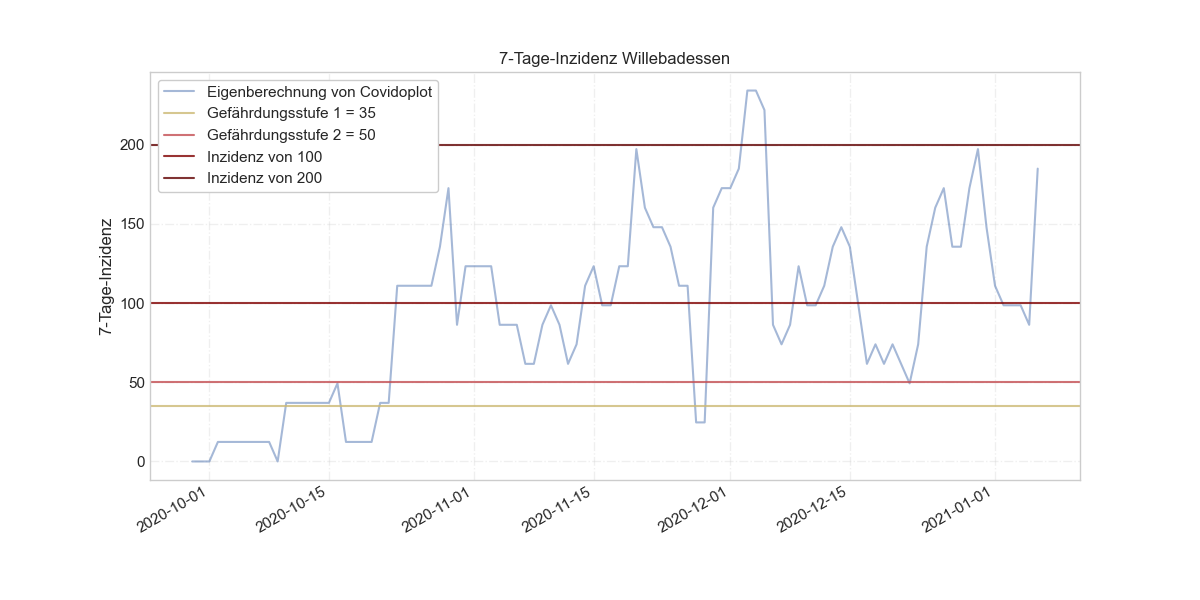 7-Tage-Inzidenz Willebadessen
Eigenberechnung von Covidoplot
Gefährdungsstufe 1 = 35
Gefährdungsstufe 2 = 50
Inzidenz von 100
Inzidenz von 200
7-Tage-Inzidenz
200
150
100
50
0
2020-10-01
2020-10-15
2020-11-01
2020-11-15
2020-12-01
2020-12-15
2021-01-01